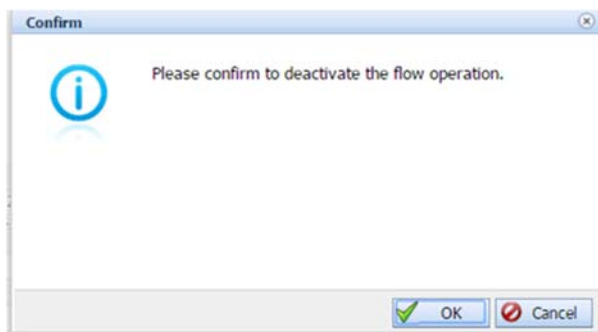 Confirm
Please confirm to deactivate the flow operation.
OK
Cancel